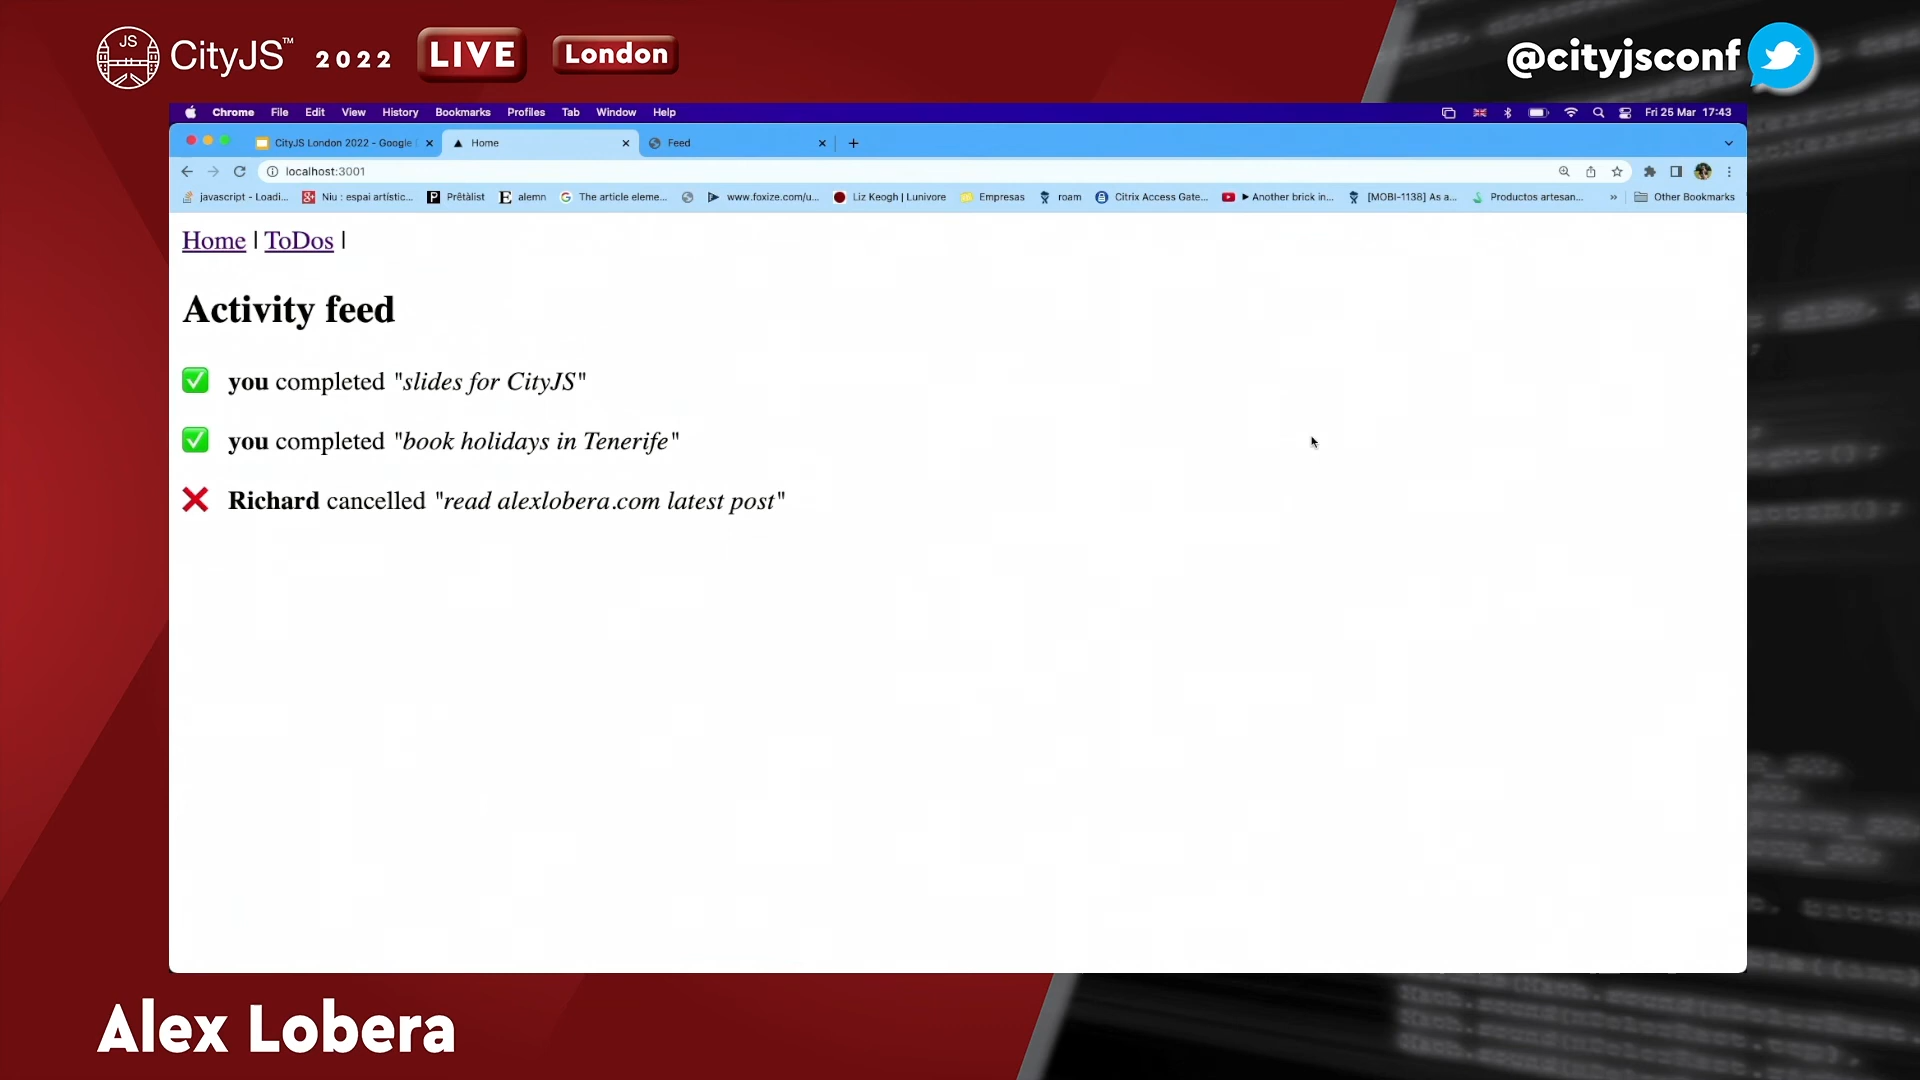 JS CityJS™ 2022 LIVE London @cityjsconf
Chrome File Edit View History Bookmarks Profiles Tab Window Help Fri 25 Mar 17:43
CityJS London 2022 - Google Home Feed
localhost:3001
javascript - Loadi... Niu : espai artístic... Prêtàlist alemn The article eleme... www.foxize.com/u... Liz Keogh | Lunivore Empresas roam Citrix Access Gate... ▶ Another brick in... [MOBI-1138] As a... Productos artesan... » Other Bookmarks
Home | ToDos |
Activity feed
you completed "slides for CityJS"
you completed "book holidays in Tenerife"
Richard cancelled "read alexlobera.com latest post"
Alex Lobera